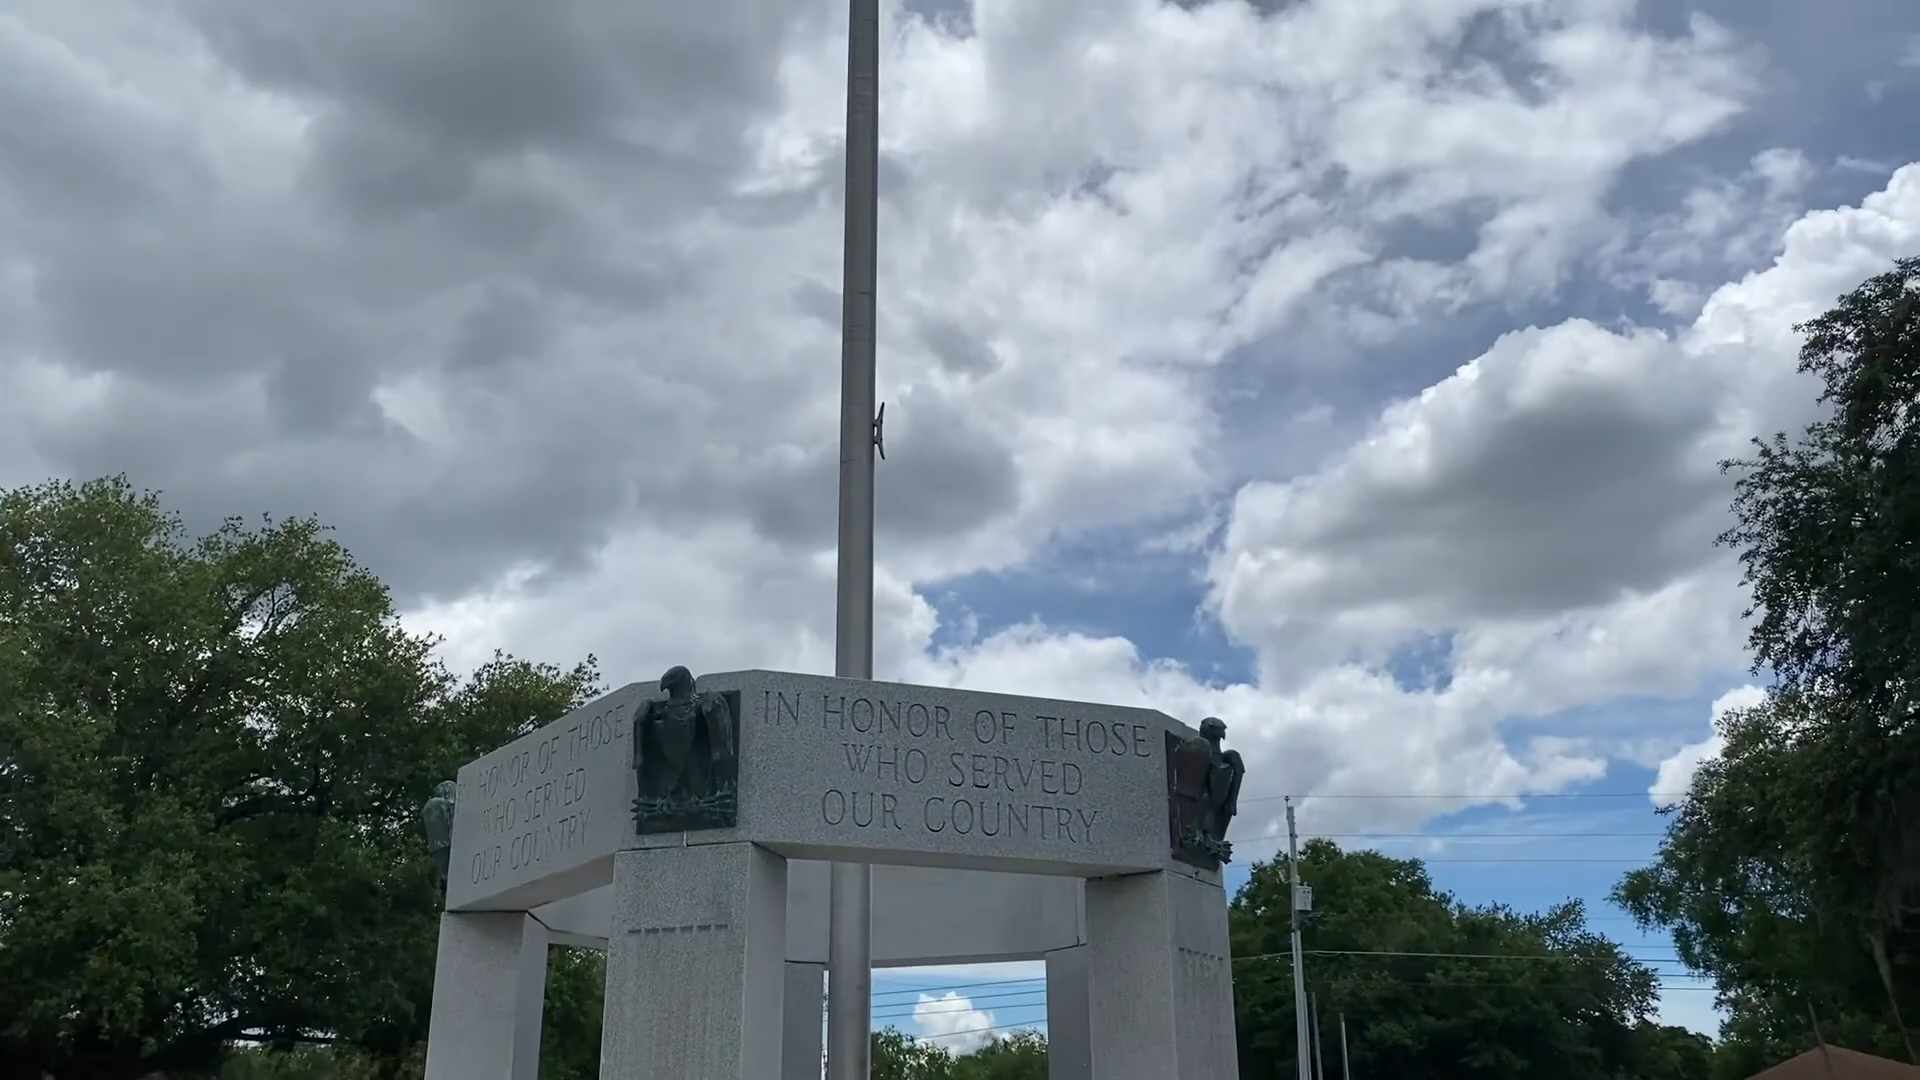 HONOR OF THOSE
WHO SERVED
OUR COUNTRY
IN HONOR OF THOSE
WHO SERVED
OUR COUNTRY